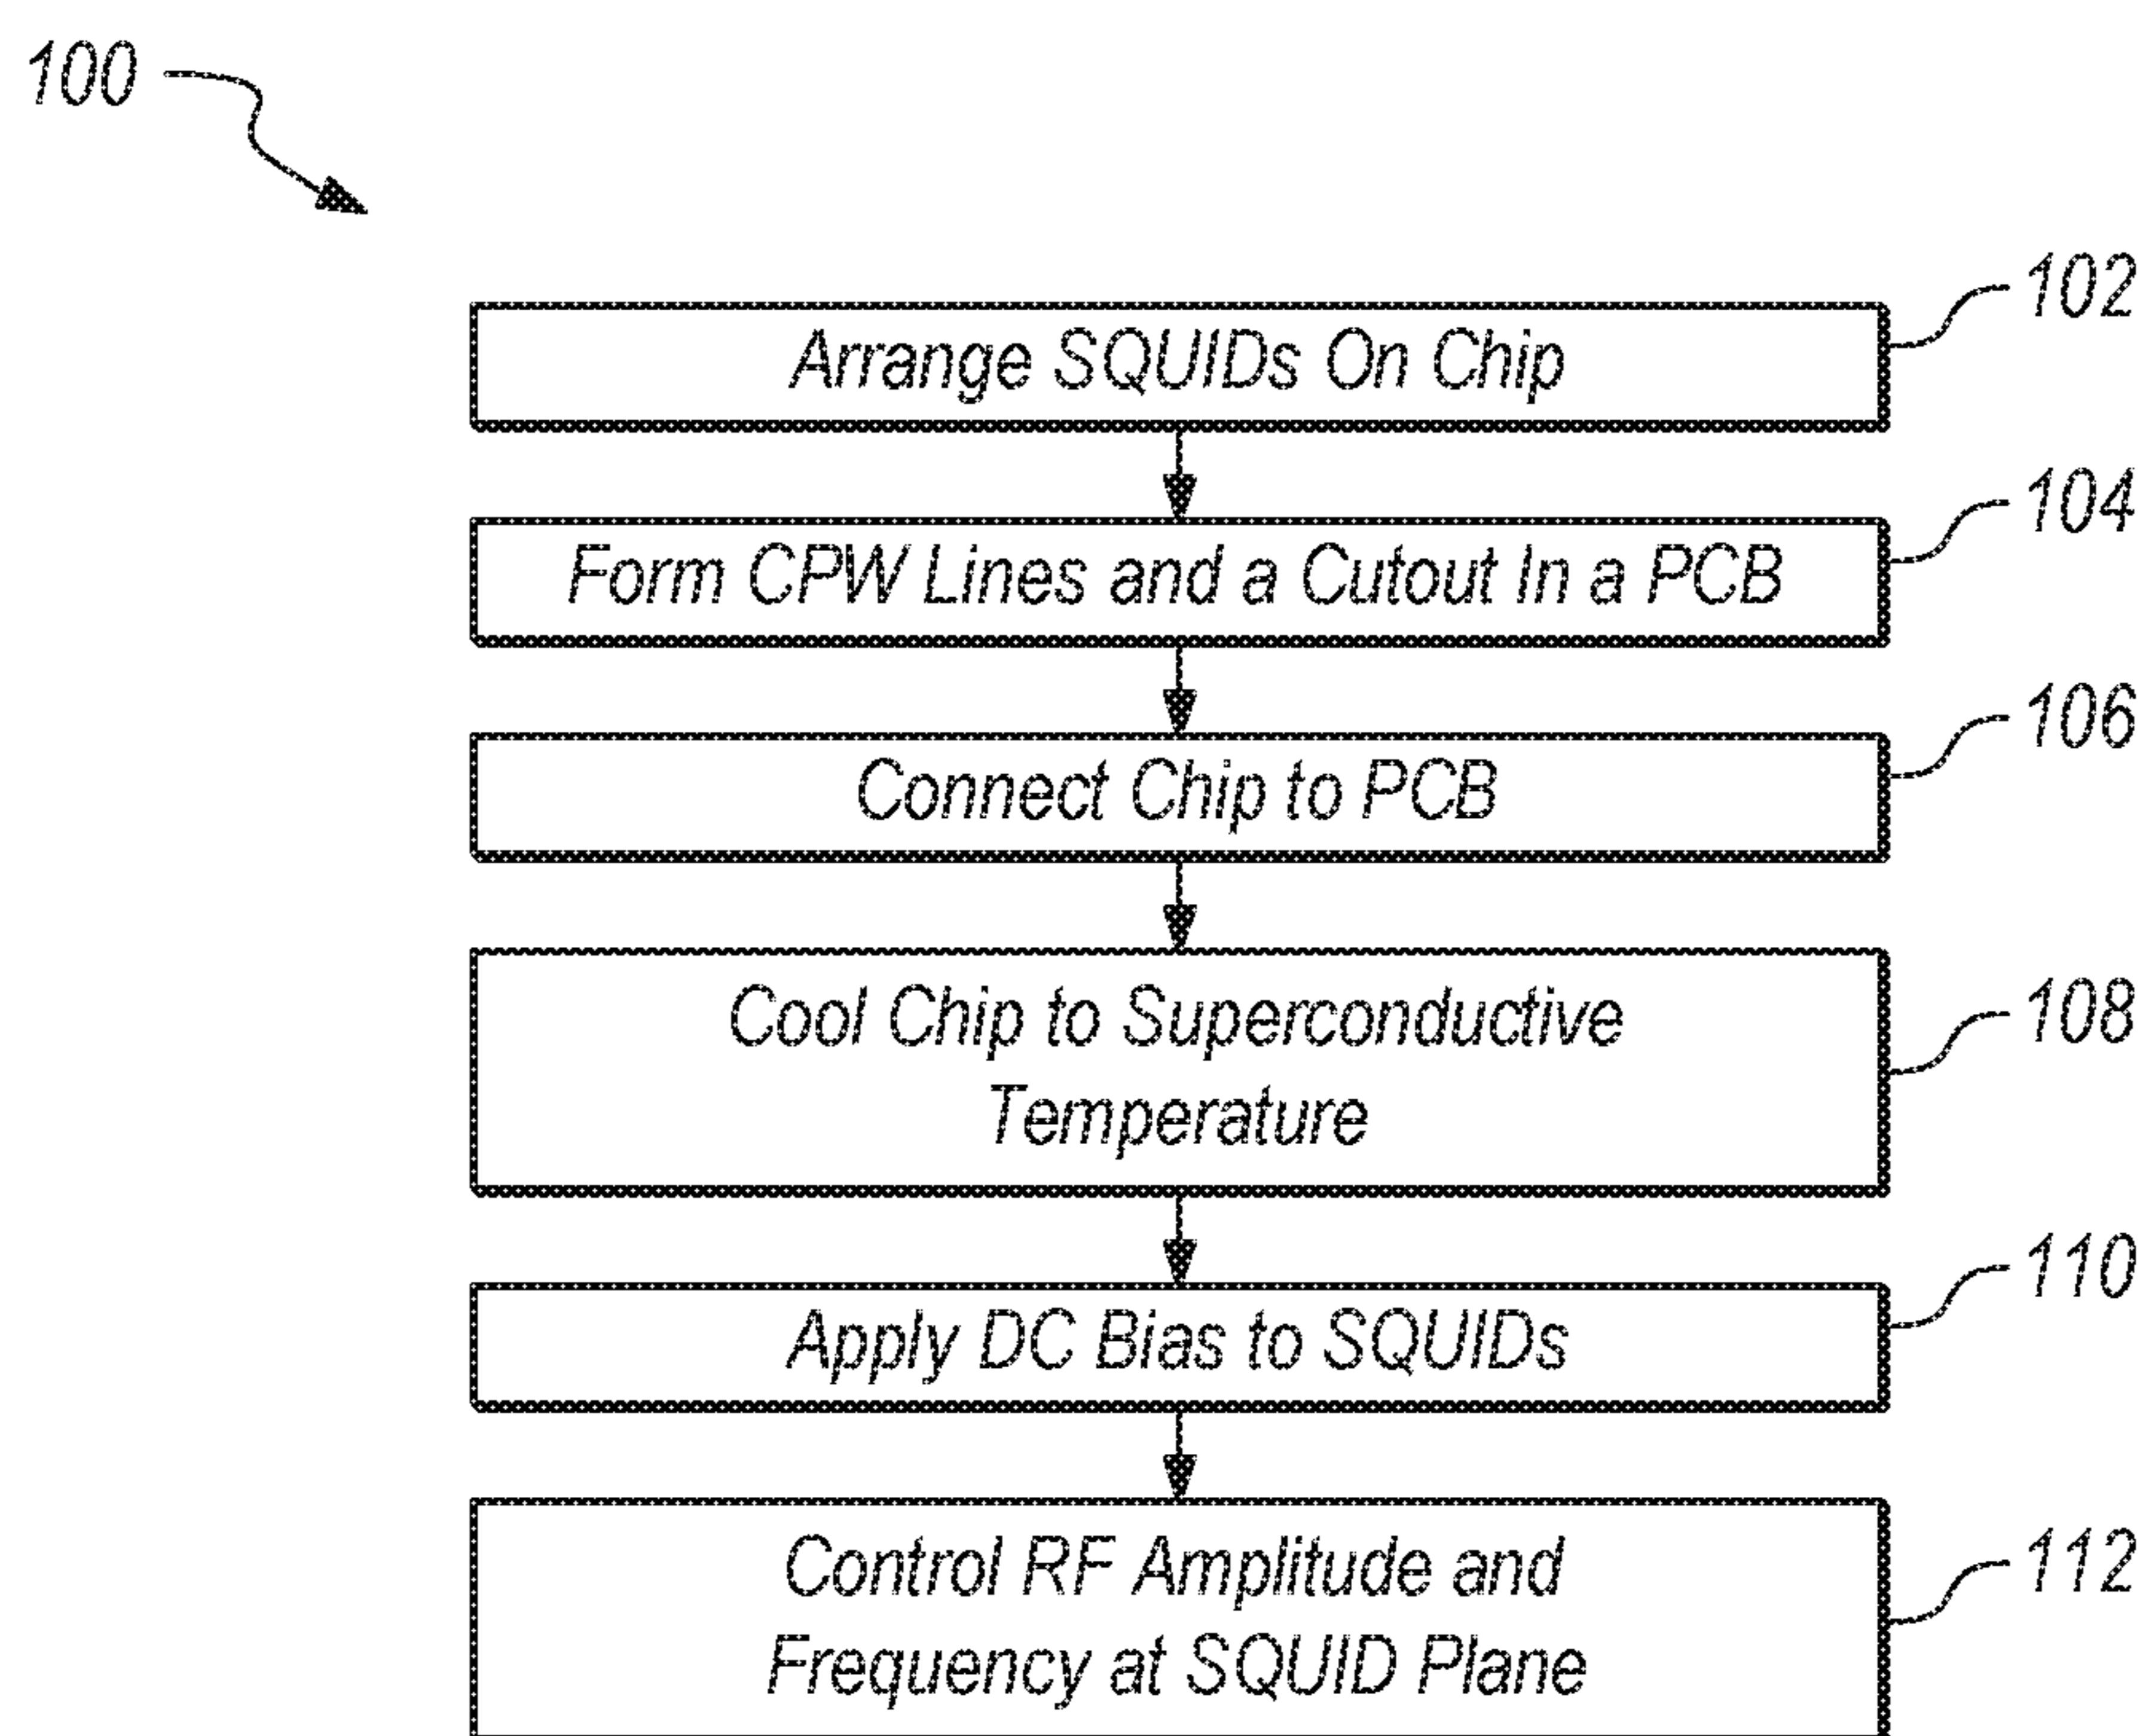 100
102
Arrange SQUIDs On Chip
104
Form CPW Lines and a Cutout In a PCB
106
Connect Chip to PCB
108
Cool Chip to Superconductive
Temperature
110
Apply DC Bias to SQUIDs
112
Control RF Amplitude and
Frequency at SQUID Plane